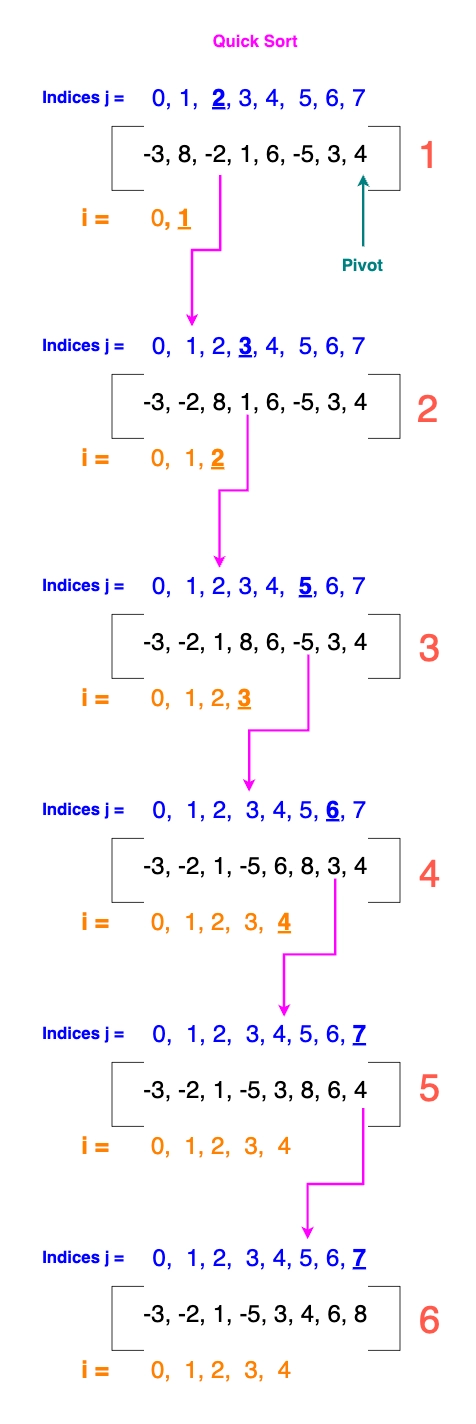 Quick Sort
Indices j = 0, 1, 2, 3, 4, 5, 6, 7
-3, 8, -2, 1, 6, -5, 3, 4
1
i = 0, 1
Pivot
Indices j = 0, 1, 2, 3, 4, 5, 6, 7
-3, -2, 8, 1, 6, -5, 3, 4
2
i = 0, 1, 2
Indices j = 0, 1, 2, 3, 4, 5, 6, 7
-3, -2, 1, 8, 6, -5, 3, 4
3
i = 0, 1, 2, 3
Indices j = 0, 1, 2, 3, 4, 5, 6, 7
-3, -2, 1, -5, 6, 8, 3, 4
4
i = 0, 1, 2, 3, 4
Indices j = 0, 1, 2, 3, 4, 5, 6, 7
-3, -2, 1, -5, 3, 8, 6, 4
5
i = 0, 1, 2, 3, 4
Indices j = 0, 1, 2, 3, 4, 5, 6, 7
-3, -2, 1, -5, 3, 4, 6, 8
6
i = 0, 1, 2, 3, 4